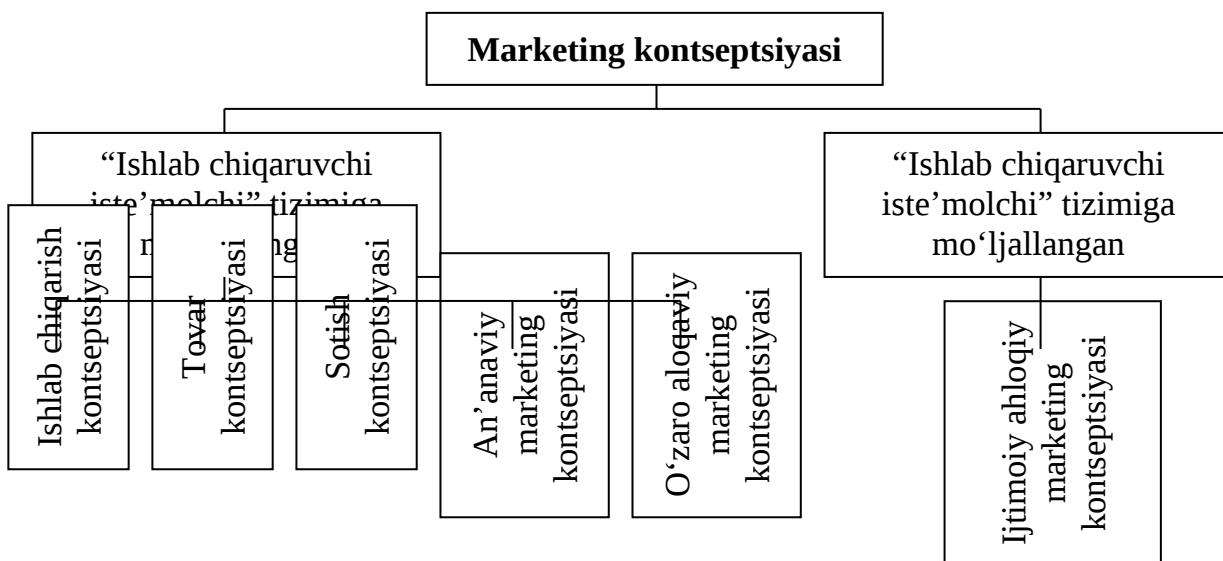 Marketing kontseptsiyasi
“Ishlab chiqaruvchi
iste’molchi” tizimiga
“Ishlab chiqaruvchi
iste’molchi” tizimiga
mo‘ljallangan
Ishlab chiqarish
kontseptsiyasi
Tovar
kontseptsiyasi
Sotish
kontseptsiyasi
An’anaviy
marketing
kontseptsiyasi
O‘zaro aloqaviy
marketing
kontseptsiyasi
Ijtimoiy ahloqiy
marketing
kontseptsiyasi